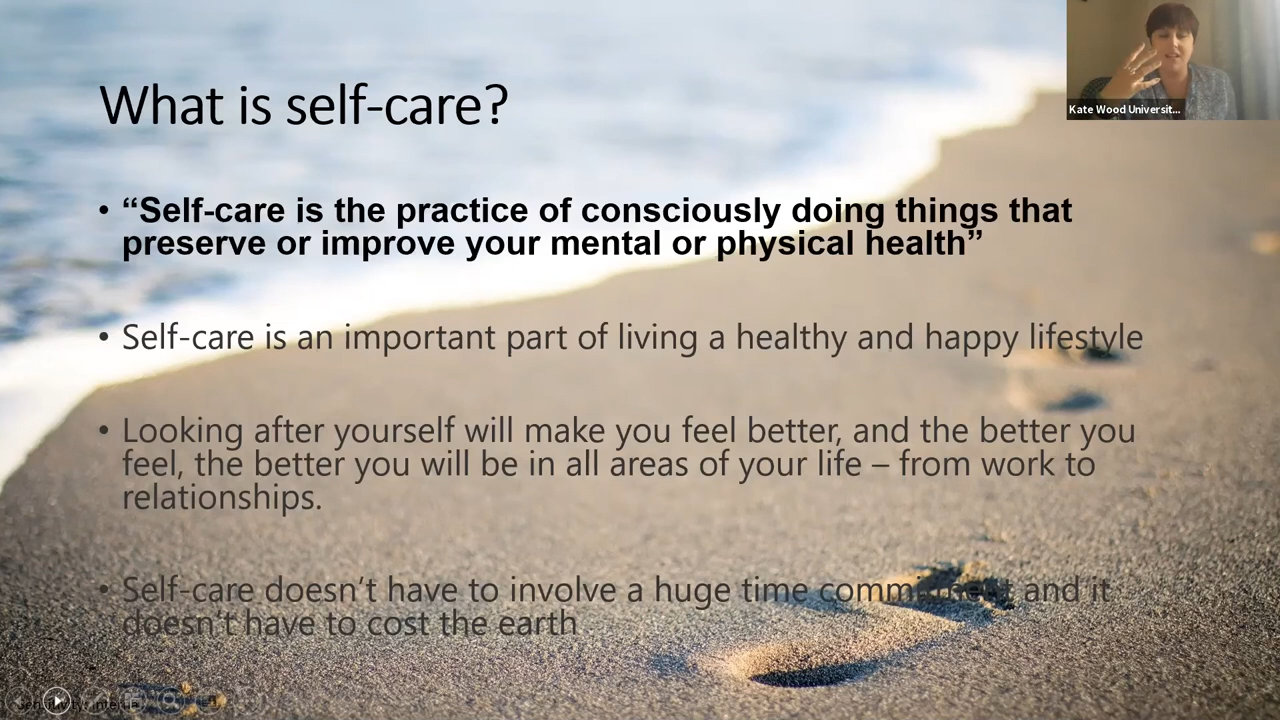 What is self-care?
Kate Wood Universit...
• “Self-care is the practice of consciously doing things that
preserve or improve your mental or physical health”
• Self-care is an important part of living a healthy and happy lifestyle
• Looking after yourself will make you feel better, and the better you
feel, the better you will be in all areas of your life – from work to
relationships.
• Self-care doesn’t have to involve a huge time commitment and it
doesn’t have to cost the earth
Sensitivity: Internal